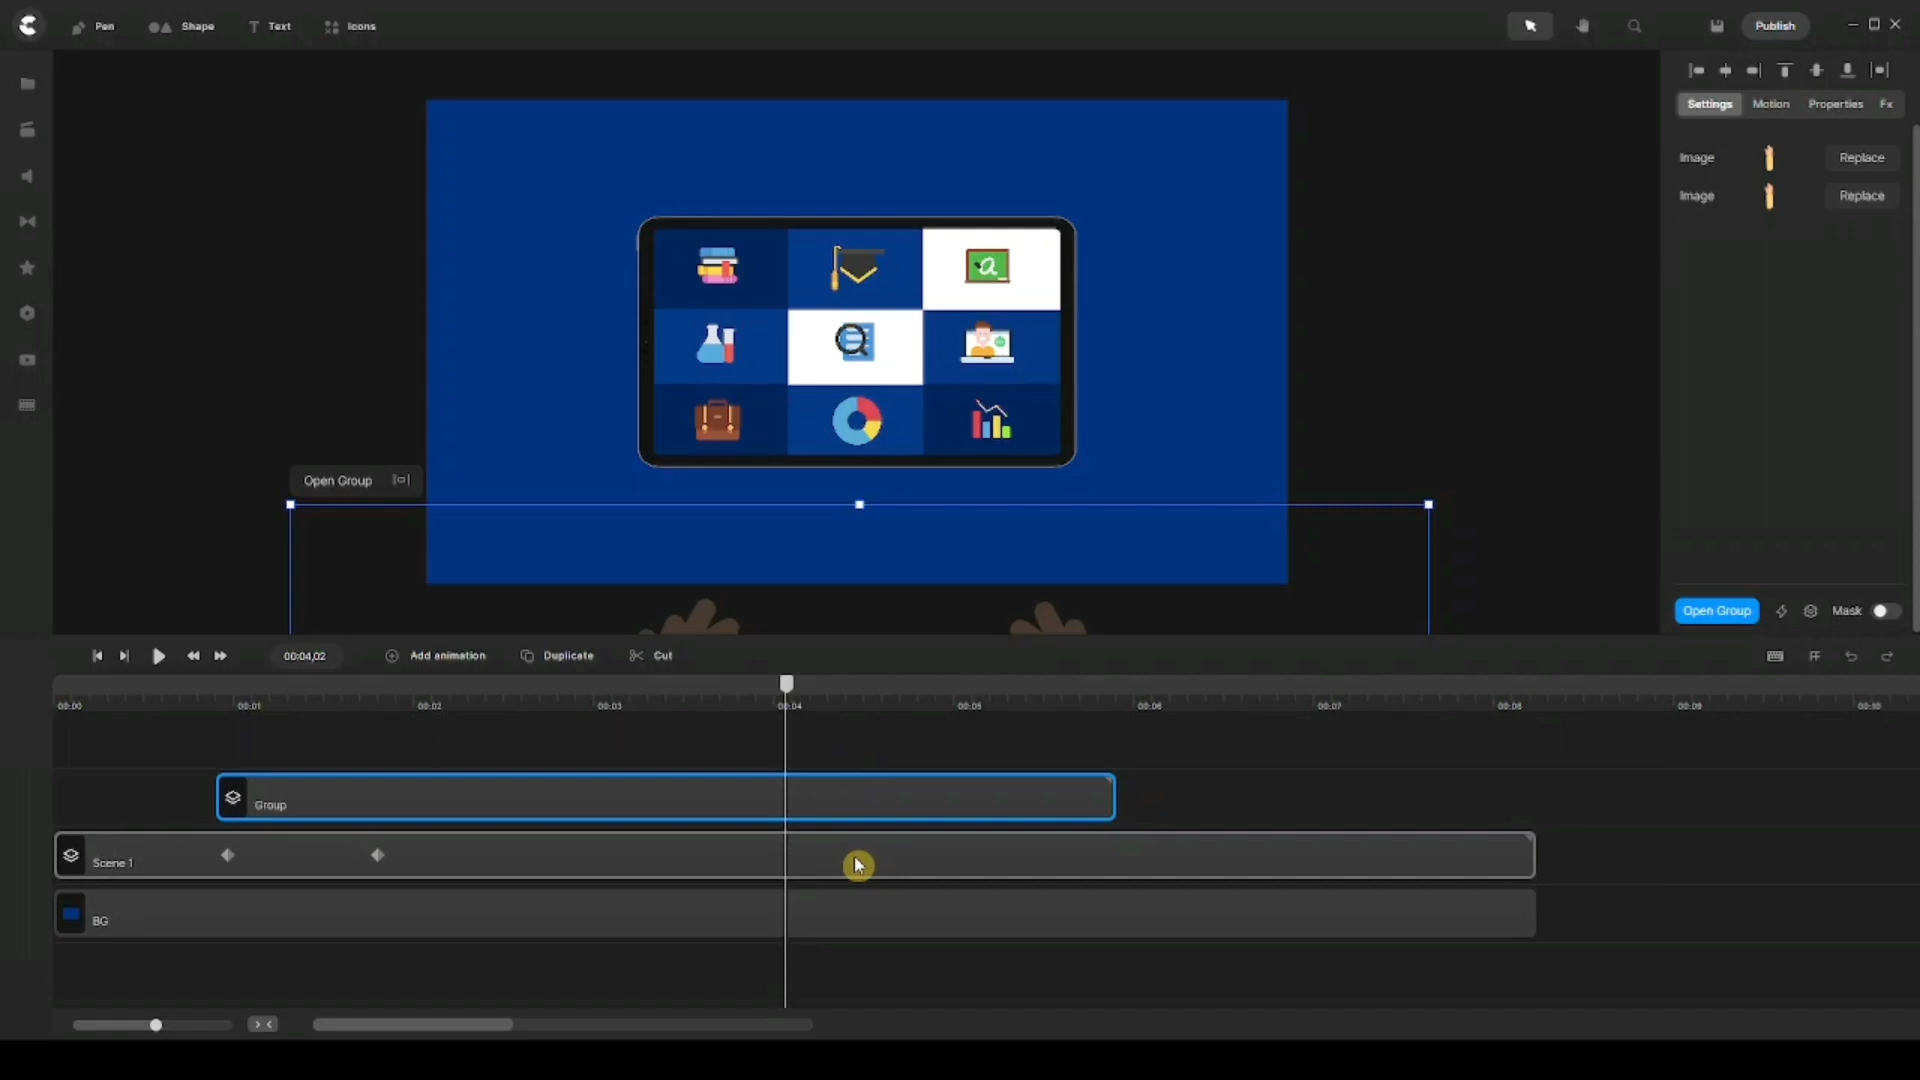 Pen Shape Text Icons Publish
Settings Motion Properties Fx
Image Replace
Image Replace
a
Open Group
Open Group Mask
00:04,02 Add animation Duplicate Cut
00:00 00:01 00:02 00:03 00:04 00:05 00:06 00:07 00:08 00:09 00:10
Group
Scene 1
BG